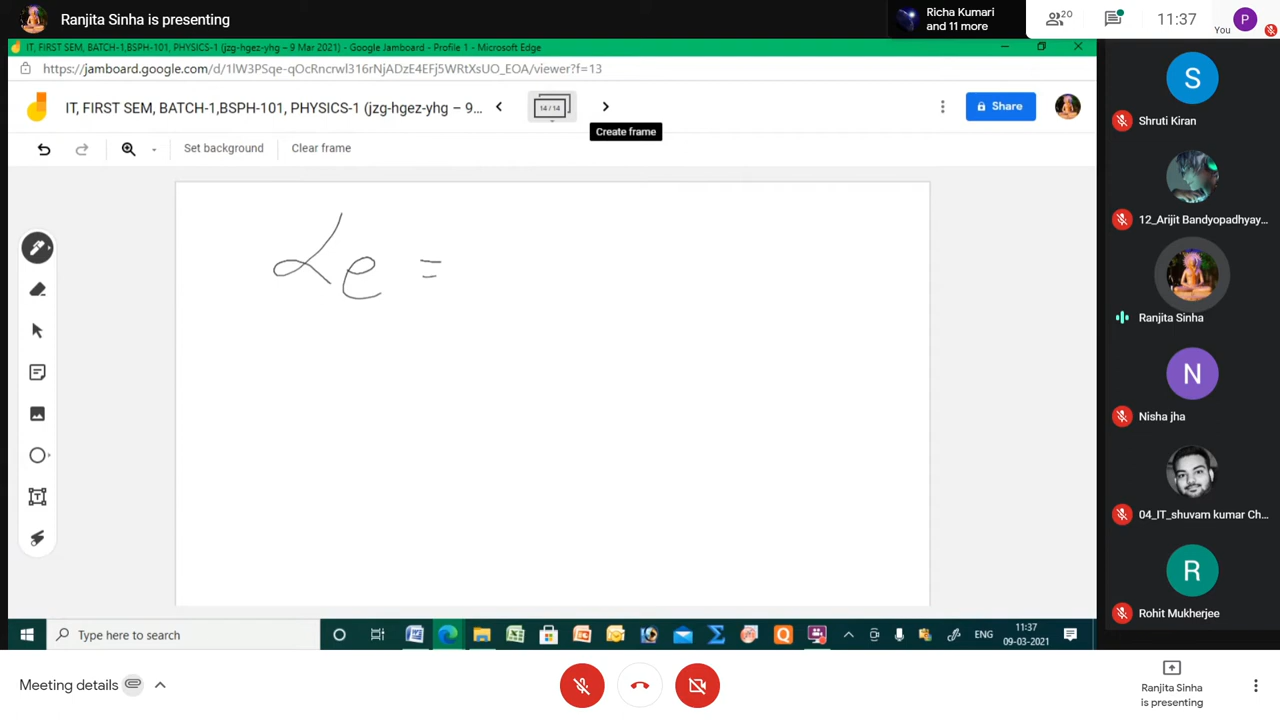 Ranjita Sinha is presenting
Richa Kumari
and 11 more
20
11:37
P
You
IT, FIRST SEM, BATCH-1,BSPH-101, PHYSICS-1 (jzg-hgez-yhg – 9 Mar 2021) - Google Jamboard - Profile 1 - Microsoft Edge
https://jamboard.google.com/d/1lW3PSqe-qOcRncrwl316rNjADzE4EFj5WRtXsUO_EOA/viewer?f=13
IT, FIRST SEM, BATCH-1,BSPH-101, PHYSICS-1 (jzg-hgez-yhg – 9...
14 / 14
Share
Create frame
Set background
Clear frame
αe =
S
Shruti Kiran
12_Arijit Bandyopadhyay...
Ranjita Sinha
N
Nisha jha
04_IT_shuvam kumar Ch...
R
Rohit Mukherjee
Type here to search
ENG
11:37
09-03-2021
Meeting details
Ranjita Sinha
is presenting